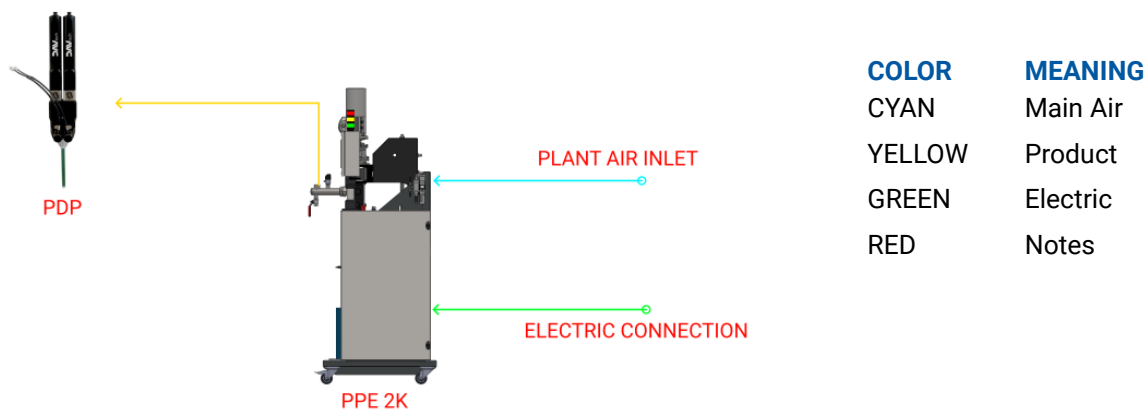 PDP
PLANT AIR INLET
ELECTRIC CONNECTION
PPE 2K
COLOR MEANING
CYAN Main Air
YELLOW Product
GREEN Electric
RED Notes